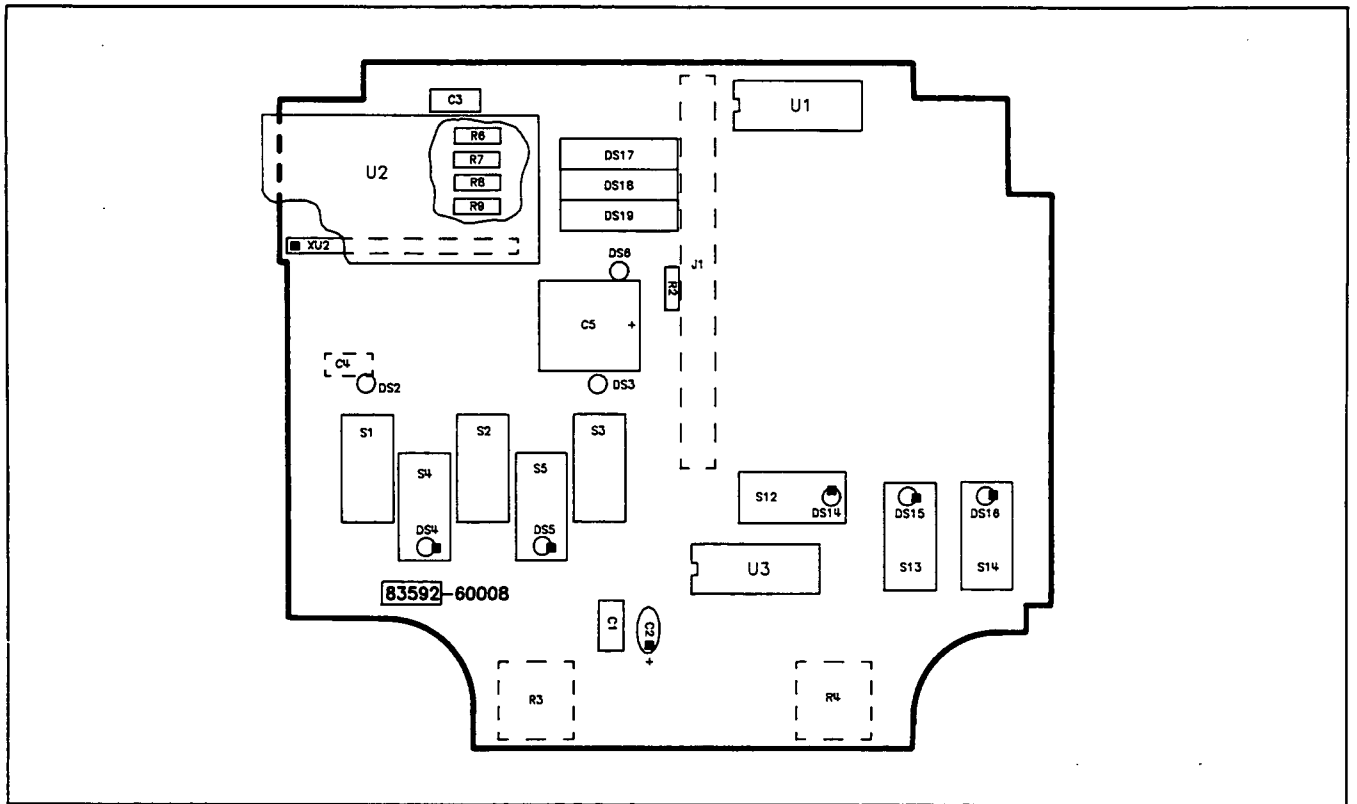 C3
U1
R6
R7
R8
R9
U2
DS17
DS18
DS19
XU2
DS6
J1
R2
C5 +
C4
DS2
DS3
S1
S2
S3
S4
S5
DS4
DS5
S12
DS14
DS15
DS16
S13
S14
U3
83592-60008
C1
C2
+
R3
R4